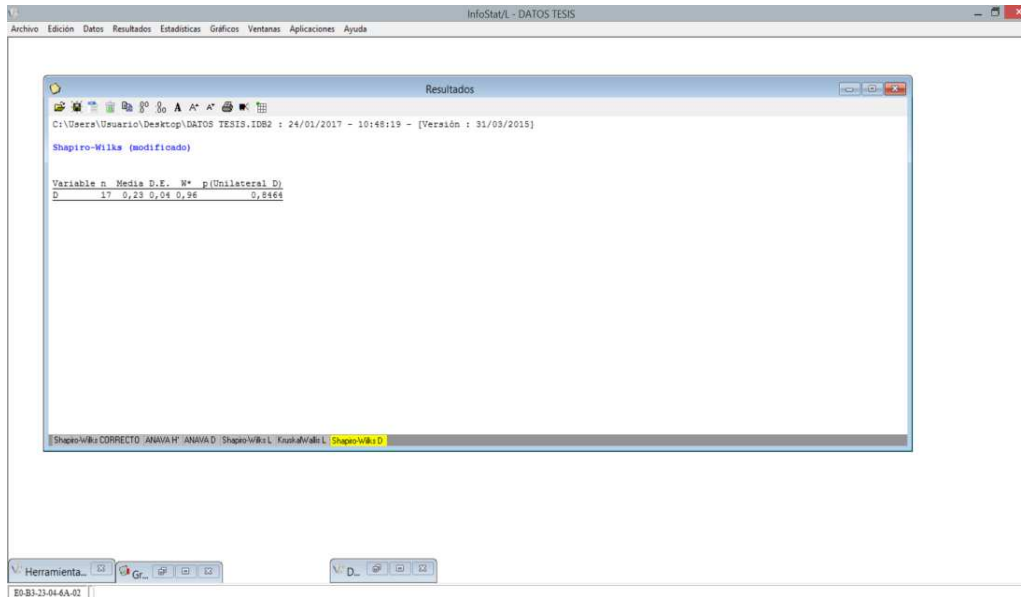 InfoStat/L - DATOS TESIS
Archivo Edición Datos Resultados Estadísticas Gráficos Ventanas Aplicaciones Ayuda
Resultados
C:\Users\Usuario\Desktop\DATOS TESIS.IDB2 : 24/01/2017 - 10:48:19 - [Versión : 31/03/2015]
Shapiro-Wilks (modificado)
Variable n Media D.E. W* p(Unilateral D)
D 17 0,23 0,04 0,96 0,8464
Shapiro-Wilks CORRECTO ANAVA H' ANAVA D Shapiro-Wilks L KruskalWallis L Shapiro-Wilks D
Herramienta... Gr... D...
E0-B3-23-04-6A-02